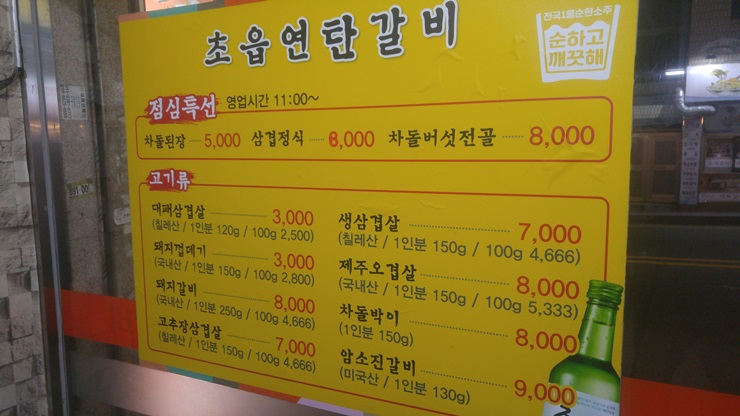 초읍연탄갈비
전국1등순한소주
순하고
깨끗해
점심특선 영업시간 11:00~
차돌된장 5,000 삼겹정식 8,000 차돌버섯전골 8,000
고기류
대패삼겹살 3,000
(칠레산 / 1인분 120g / 100g 2,500)
돼지껍데기 3,000
(국내산 / 1인분 150g / 100g 2,800)
돼지갈비 8,000
(국내산 / 1인분 250g / 100g 4,666)
고추장삼겹살 7,000
(칠레산 / 1인분 150g / 100g 4,666)
생삼겹살 7,000
(칠레산 / 1인분 150g / 100g 4,666)
제주오겹살 8,000
(국내산 / 1인분 150g / 100g 5,333)
차돌박이 8,000
(1인분 150g)
암소진갈비 9,000
(미국산 / 1인분 130g)